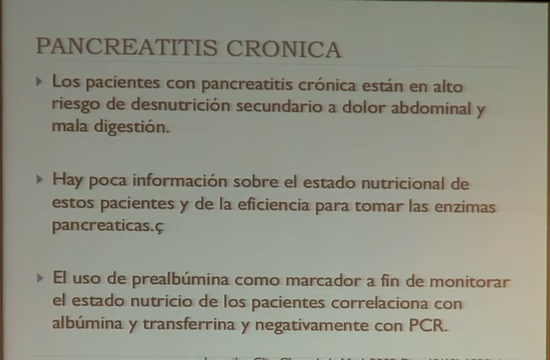 PANCREATITIS CRONICA
Los pacientes con pancreatitis crónica están en alto
riesgo de desnutrición secundario a dolor abdominal y
mala digestión.
Hay poca información sobre el estado nutricional de
estos pacientes y de la eficiencia para tomar las enzimas
pancreaticas.ç
El uso de prealbúmina como marcador a fin de monitorar
el estado nutricio de los pacientes correlaciona con
albúmina y transferrina y negativamente con PCR.